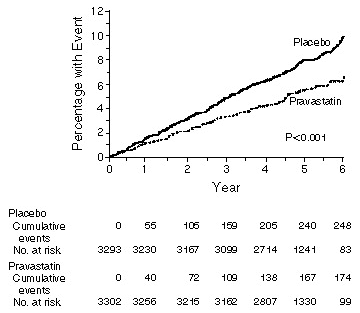 12
10
8
6
4
2
0
Percentage with Event
Placebo
Pravastatin
P<0.001
0 1 2 3 4 5 6
Year
Placebo
Cumulative 0 55 105 159 205 240 248
events
No. at risk 3293 3230 3167 3099 2714 1241 83
Pravastatin
Cumulative 0 40 72 109 138 167 174
events
No. at risk 3302 3256 3215 3162 2807 1330 99